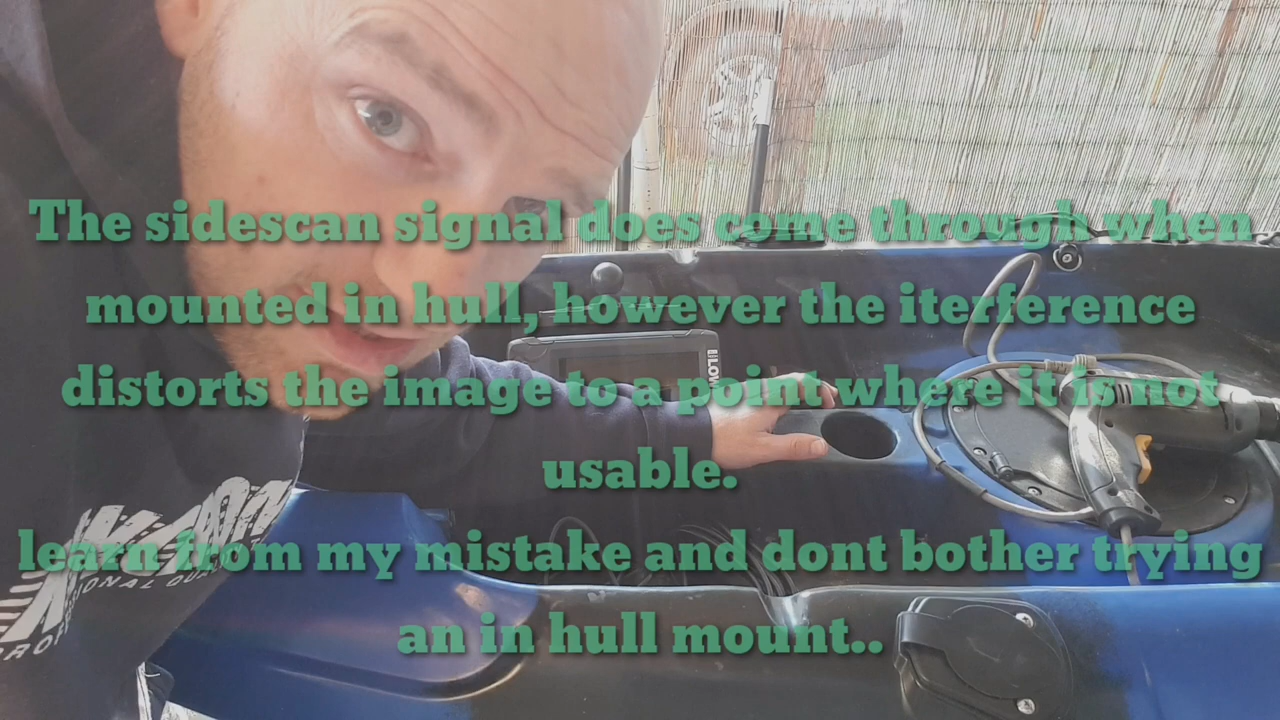 The sidescan signal does come through when
mounted in hull, however the iterference
distorts the image to a point where it is not
usable.
learn from my mistake and dont bother trying
an in hull mount..